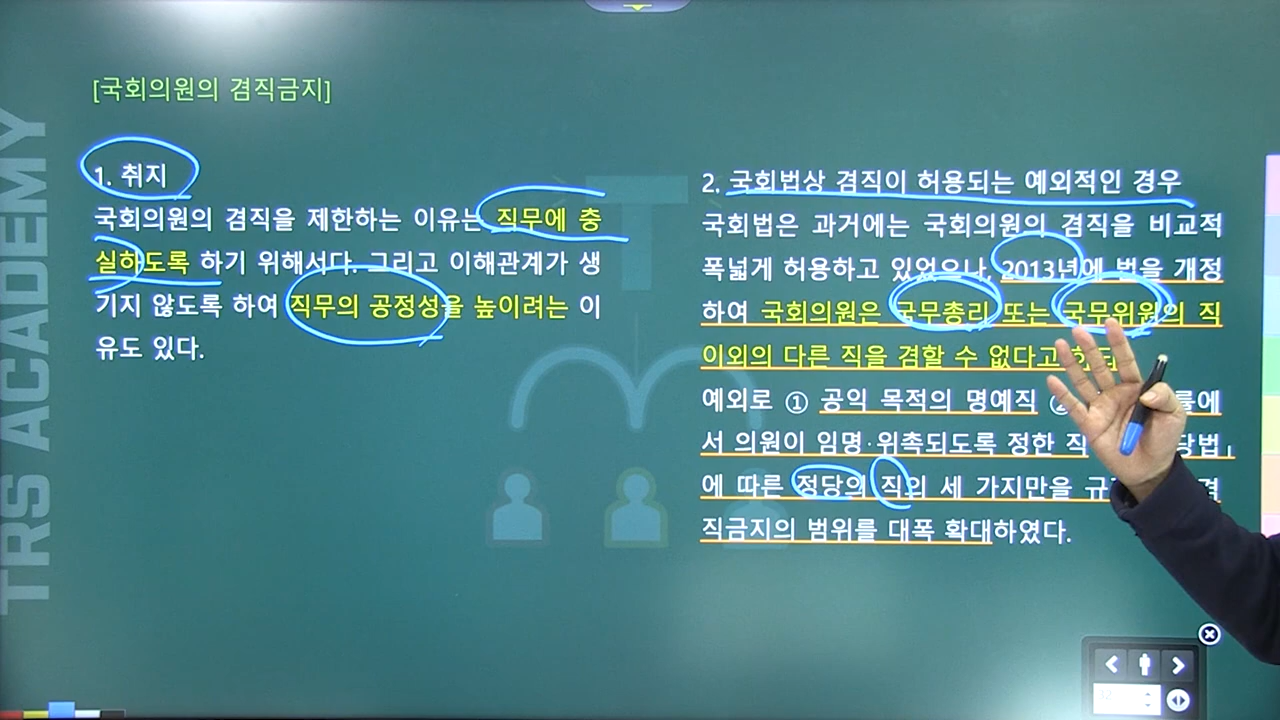 [국회의원의 겸직금지]
1. 취지
국회의원의 겸직을 제한하는 이유는 직무에 충
실하도록 하기 위해서다. 그리고 이해관계가 생
기지 않도록 하여 직무의 공정성을 높이려는 이
유도 있다.
2. 국회법상 겸직이 허용되는 예외적인 경우
국회법은 과거에는 국회의원의 겸직을 비교적
폭넓게 허용하고 있었으나, 2013년에 법을 개정
하여 국회의원은 국무총리 또는 국무위원의 직
이외의 다른 직을 겸할 수 없다고
예외로 ① 공익 목적의 명예직 ②
서 의원이 임명·위촉되도록 정한
에 따른 정당의 직의 세 가지만을
직금지의 범위를 대폭 확대하였다.
TRS ACADEMY